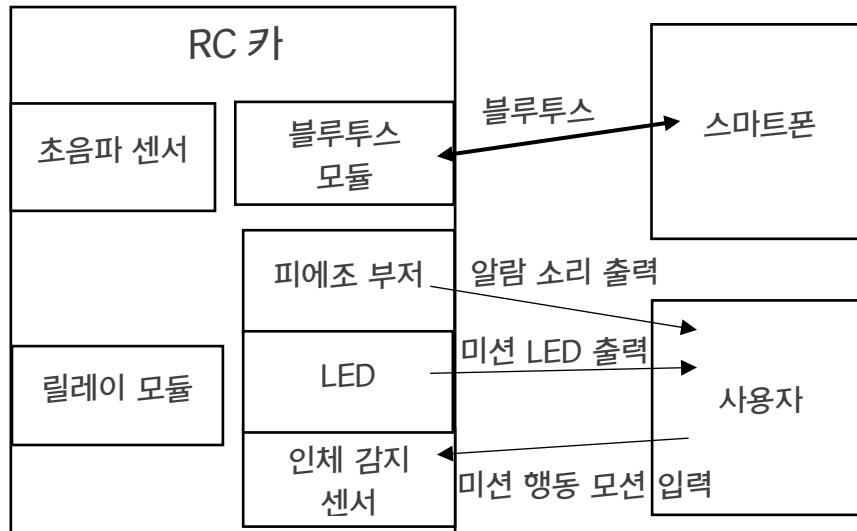 RC 카
초음파 센서
블루투스
모듈
블루투스
스마트폰
피에조 부저
알람 소리 출력
릴레이 모듈
LED
미션 LED 출력
사용자
인체 감지
센서
미션 행동 모션 입력